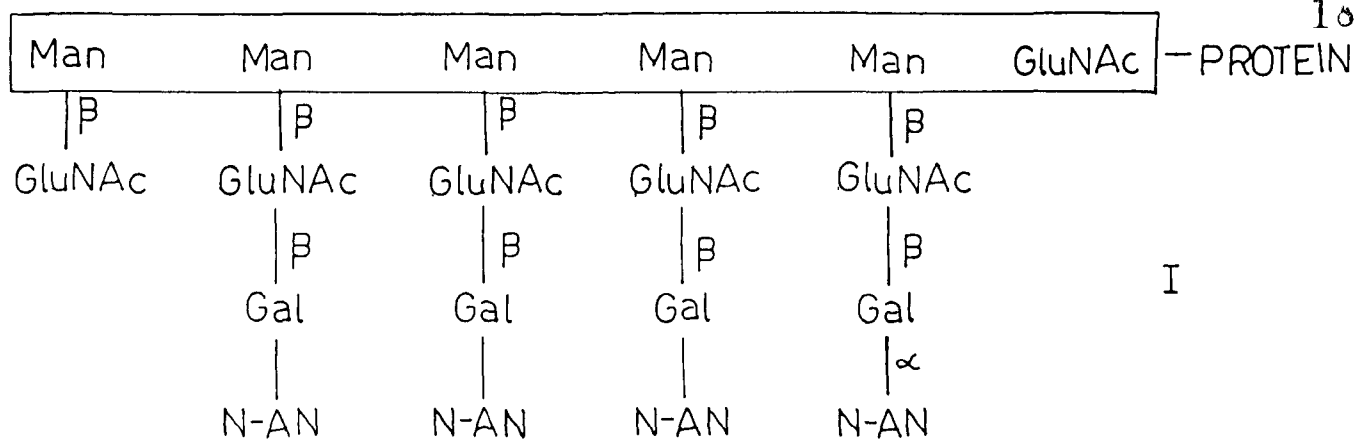 10
Man Man Man Man Man GluNAc — PROTEIN
β β β β β
GluNAc GluNAc GluNAc GluNAc GluNAc
β β β β
Gal Gal Gal Gal
I
α
N-AN N-AN N-AN N-AN